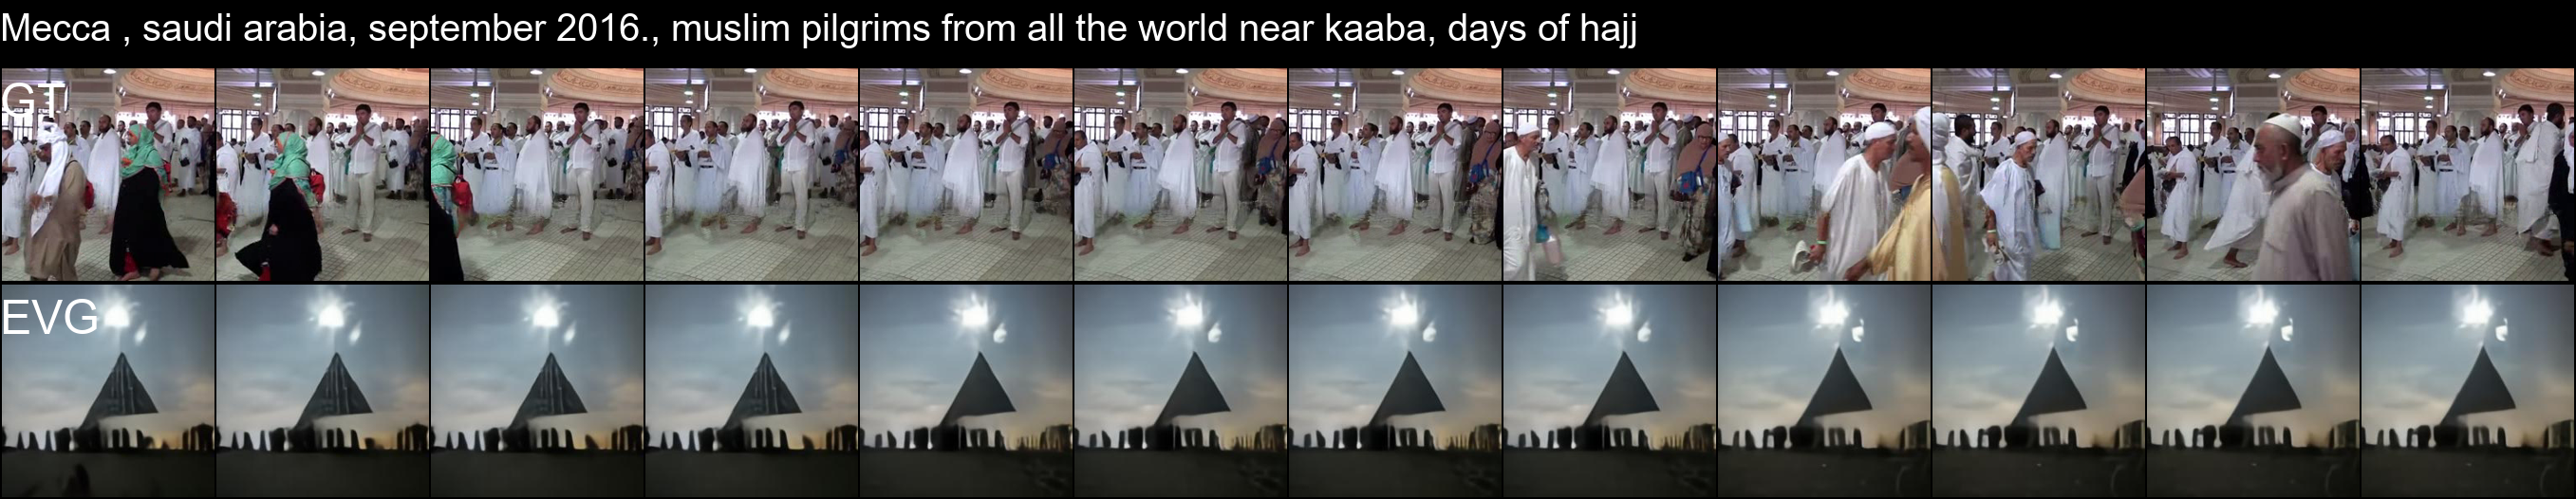 Mecca , saudi arabia, september 2016., muslim pilgrims from all the world near kaaba, days of hajj
GT
EVG